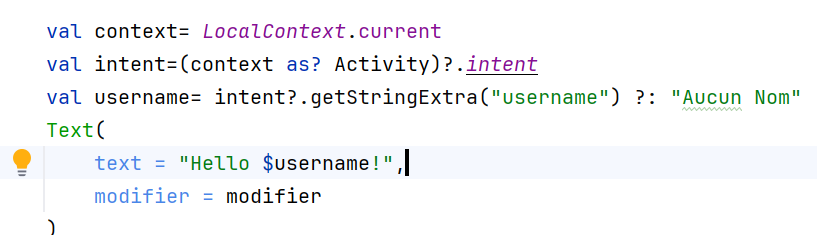 val context= LocalContext.current
val intent=(context as? Activity)?.intent
val username= intent?.getStringExtra("username") ?: "Aucun Nom"
Text(
text = "Hello $username!",
modifier = modifier
)